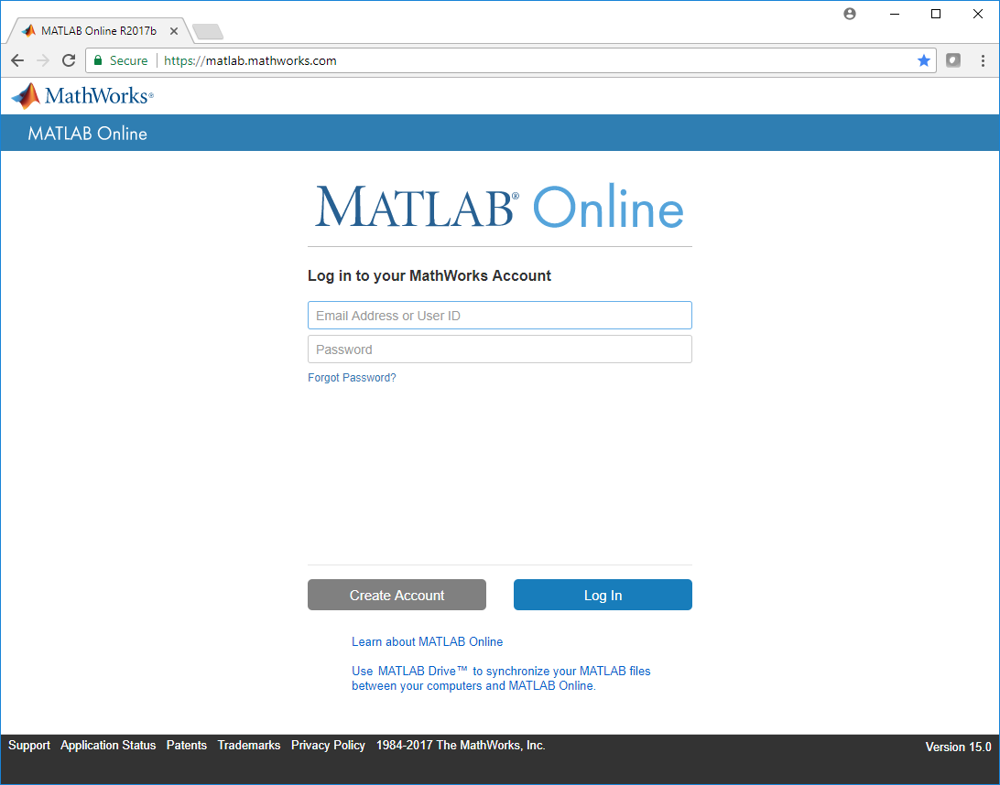 MATLAB Online R2017b
Secure
https://matlab.mathworks.com
MathWorks®
MATLAB Online
MATLAB® Online
Log in to your MathWorks Account
Email Address or User ID
Password
Forgot Password?
Create Account
Log In
Learn about MATLAB Online
Use MATLAB Drive™ to synchronize your MATLAB files
between your computers and MATLAB Online.
Support Application Status Patents Trademarks Privacy Policy 1984-2017 The MathWorks, Inc.
Version 15.0